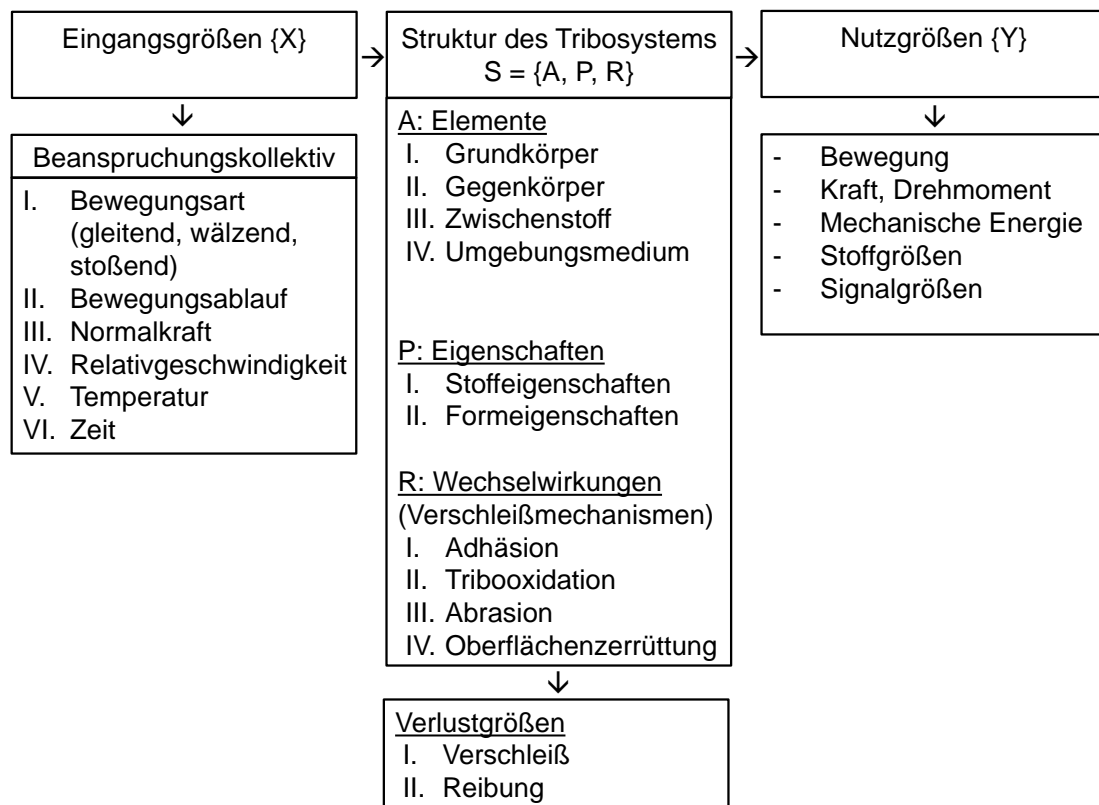 Eingangsgrößen {X}
Beanspruchungskollektiv
I. Bewegungsart
(gleitend, wälzend,
stoßend)
II. Bewegungsablauf
III. Normalkraft
IV. Relativgeschwindigkeit
V. Temperatur
VI. Zeit
Struktur des Tribosystems
S = {A, P, R}
A: Elemente
I. Grundkörper
II. Gegenkörper
III. Zwischenstoff
IV. Umgebungsmedium
P: Eigenschaften
I. Stoffeigenschaften
II. Formeigenschaften
R: Wechselwirkungen
(Verschleißmechanismen)
I. Adhäsion
II. Tribooxidation
III. Abrasion
IV. Oberflächenzerrüttung
Verlustgrößen
I. Verschleiß
II. Reibung
Nutzgrößen {Y}
- Bewegung
- Kraft, Drehmoment
- Mechanische Energie
- Stoffgrößen
- Signalgrößen